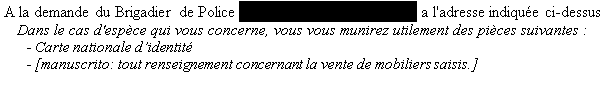 A la demande du Brigadier de Police a l'adresse indiquée ci-dessus
Dans le cas d'espèce qui vous concerne, vous vous munirez utilement des pièces suivantes :
- Carte nationale d'identité
- [manuscrito: tout renseignement concernant la vente de mobiliers saisis.]